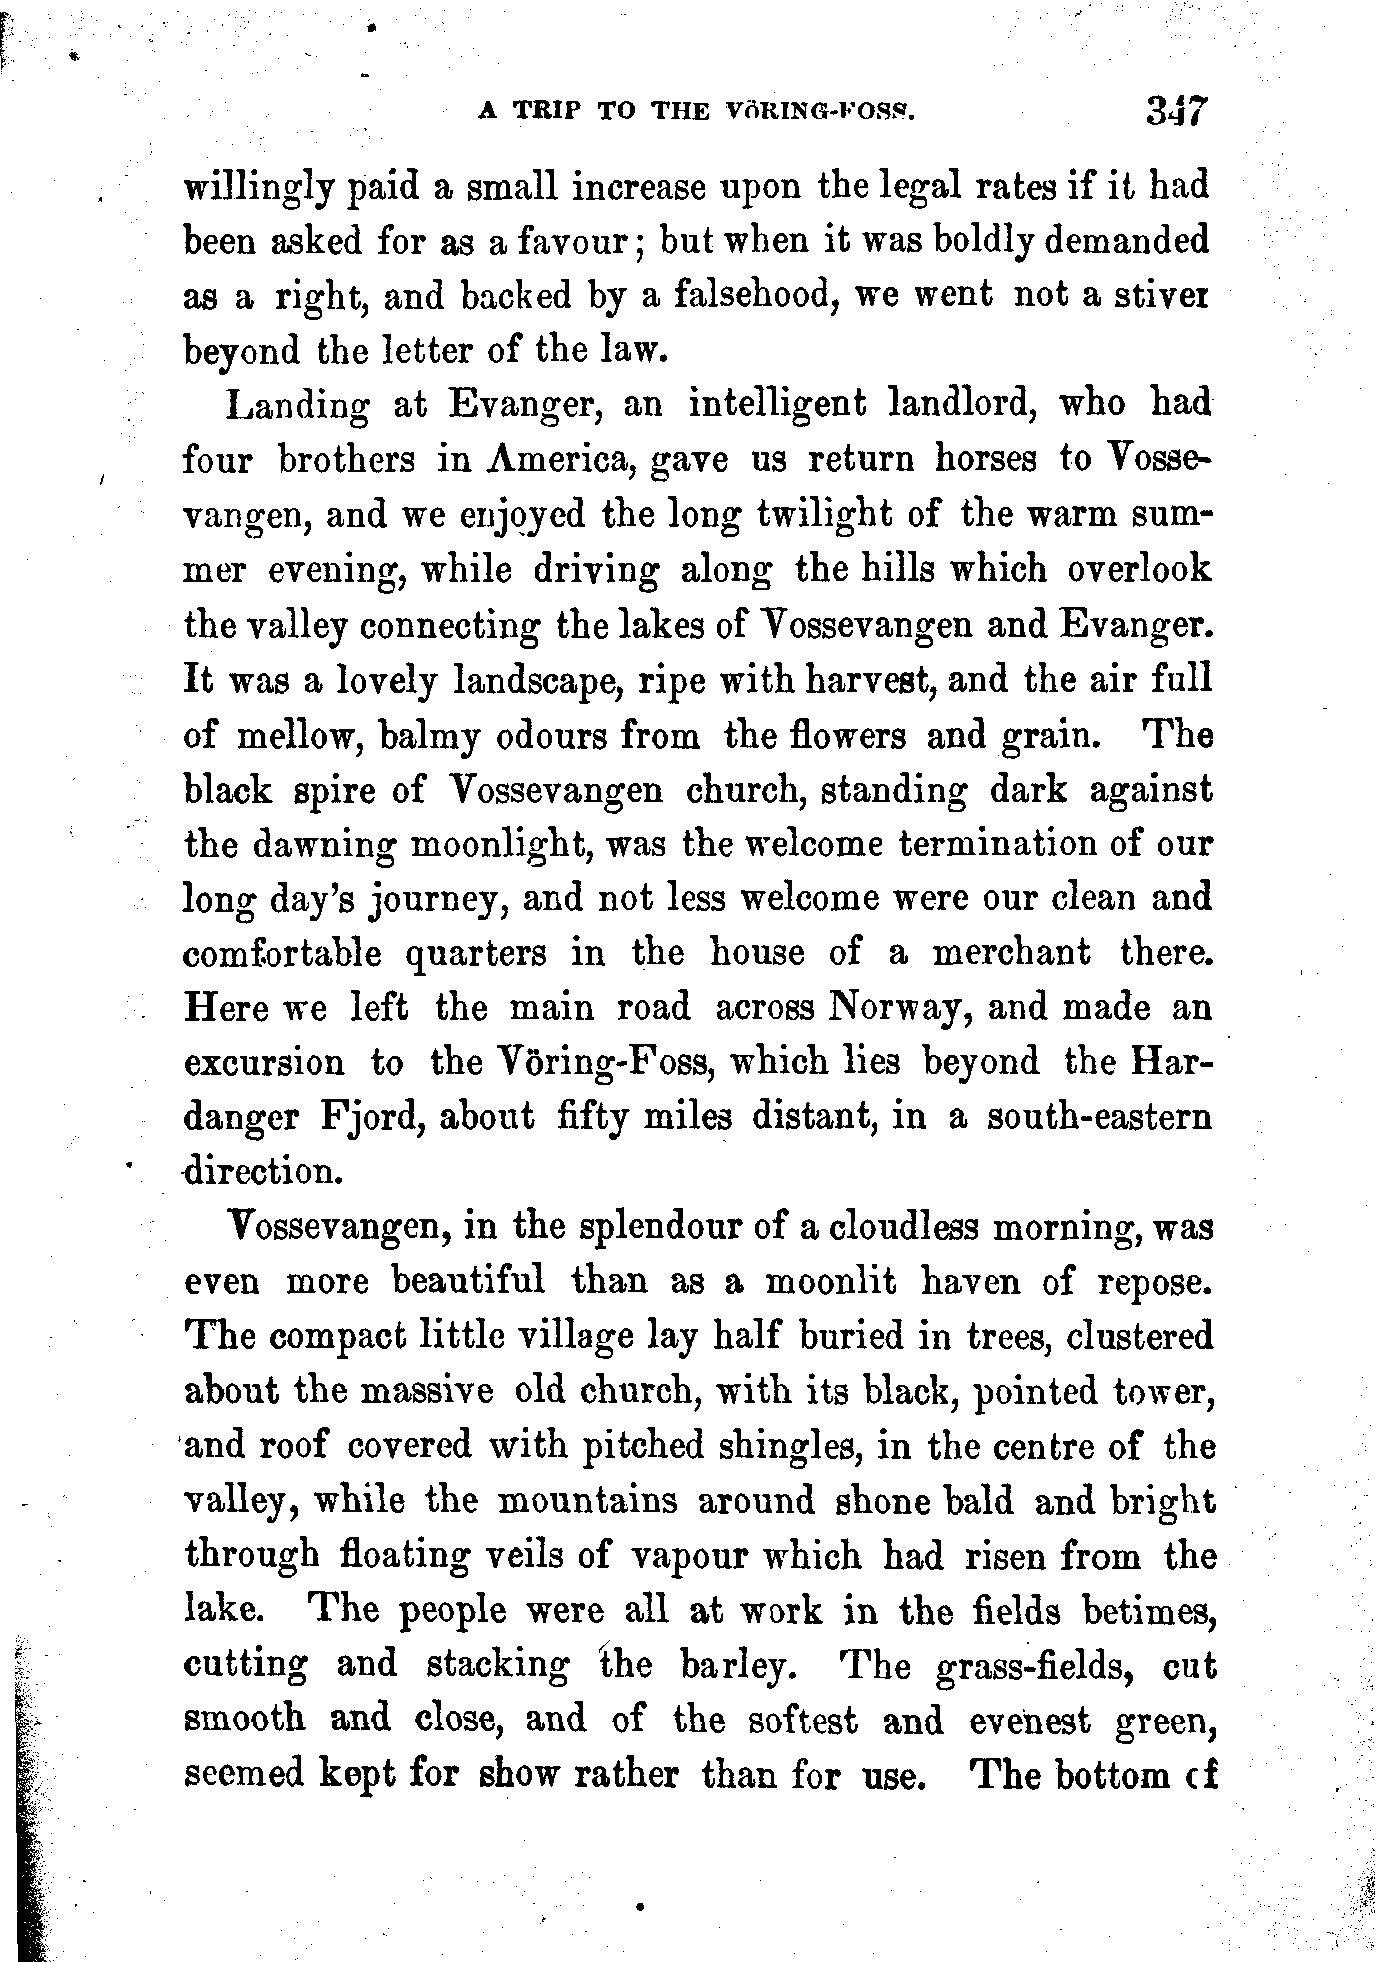 A TRIP TO THE VÖRING-FOSS. 347
willingly paid a small increase upon the legal rates if it had
been asked for as a favour; but when it was boldly demanded
as a right, and backed by a falsehood, we went not a stiver
beyond the letter of the law.
Landing at Evanger, an intelligent landlord, who had
four brothers in America, gave us return horses to Vosse-
vangen, and we enjoyed the long twilight of the warm sum-
mer evening, while driving along the hills which overlook
the valley connecting the lakes of Vossevangen and Evanger.
It was a lovely landscape, ripe with harvest, and the air full
of mellow, balmy odours from the flowers and grain. The
black spire of Vossevangen church, standing dark against
the dawning moonlight, was the welcome termination of our
long day's journey, and not less welcome were our clean and
comfortable quarters in the house of a merchant there.
Here we left the main road across Norway, and made an
excursion to the Vöring-Foss, which lies beyond the Har-
danger Fjord, about fifty miles distant, in a south-eastern
direction.
Vossevangen, in the splendour of a cloudless morning, was
even more beautiful than as a moonlit haven of repose.
The compact little village lay half buried in trees, clustered
about the massive old church, with its black, pointed tower,
and roof covered with pitched shingles, in the centre of the
valley, while the mountains around shone bald and bright
through floating veils of vapour which had risen from the
lake. The people were all at work in the fields betimes,
cutting and stacking the barley. The grass-fields, cut
smooth and close, and of the softest and evenest green,
seemed kept for show rather than for use. The bottom of